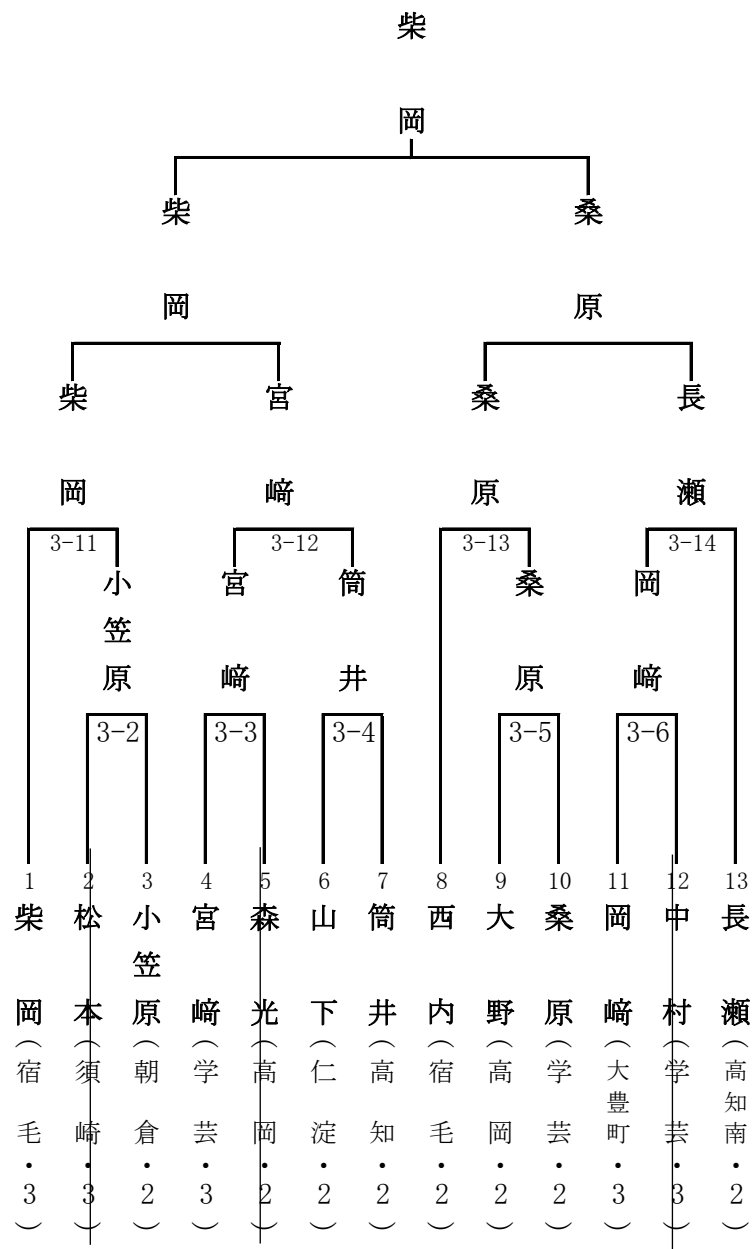 柴岡
柴岡
桑原
柴岡
宮﨑
桑原
長瀬
3-11
3-12
3-13
3-14
小笠原
宮﨑
筒井
桑原
岡﨑
3-2
3-3
3-4
3-5
3-6
1 柴岡(宿毛・3)
2 松本(須崎・3)
3 小笠原(朝倉・2)
4 宮﨑(学芸・3)
5 森光(高岡・2)
6 山下(仁淀・2)
7 筒井(高知・2)
8 西内(宿毛・2)
9 大野(高岡・2)
10 桑原(学芸・2)
11 岡﨑(大豊町・3)
12 中村(学芸・3)
13 長瀬(高知南・2)